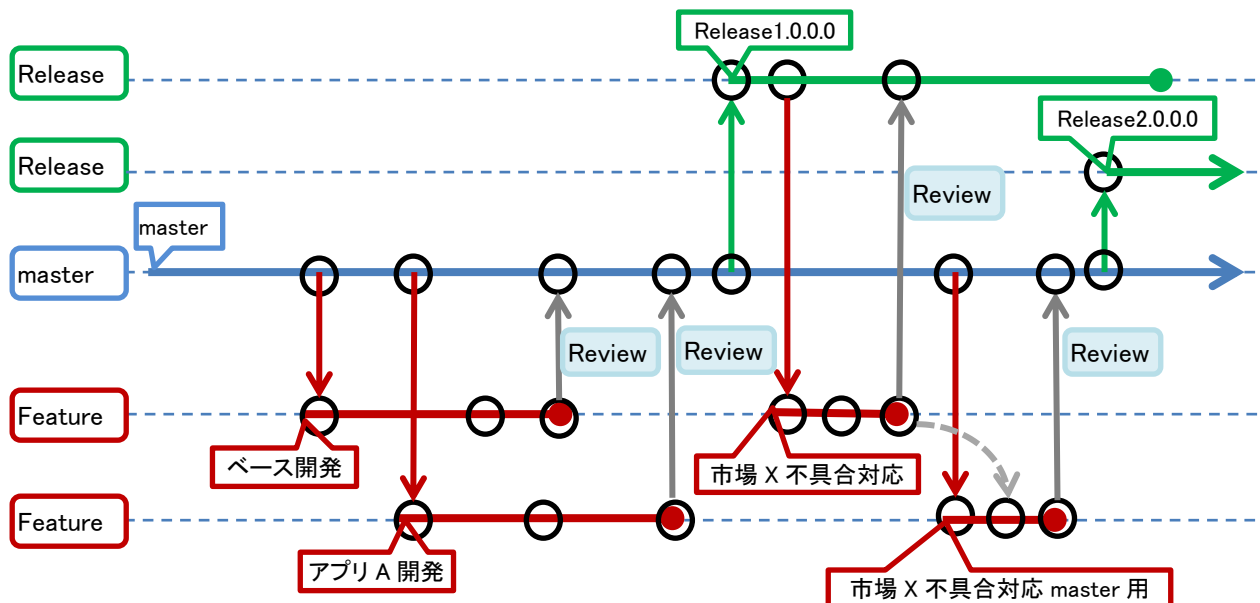 Release1.0.0.0
Release
Release2.0.0.0
Release
Review
master
master
Review
Review
Review
Feature
ベース開発
市場 X 不具合対応
Feature
アプリ A 開発
市場 X 不具合対応 master 用